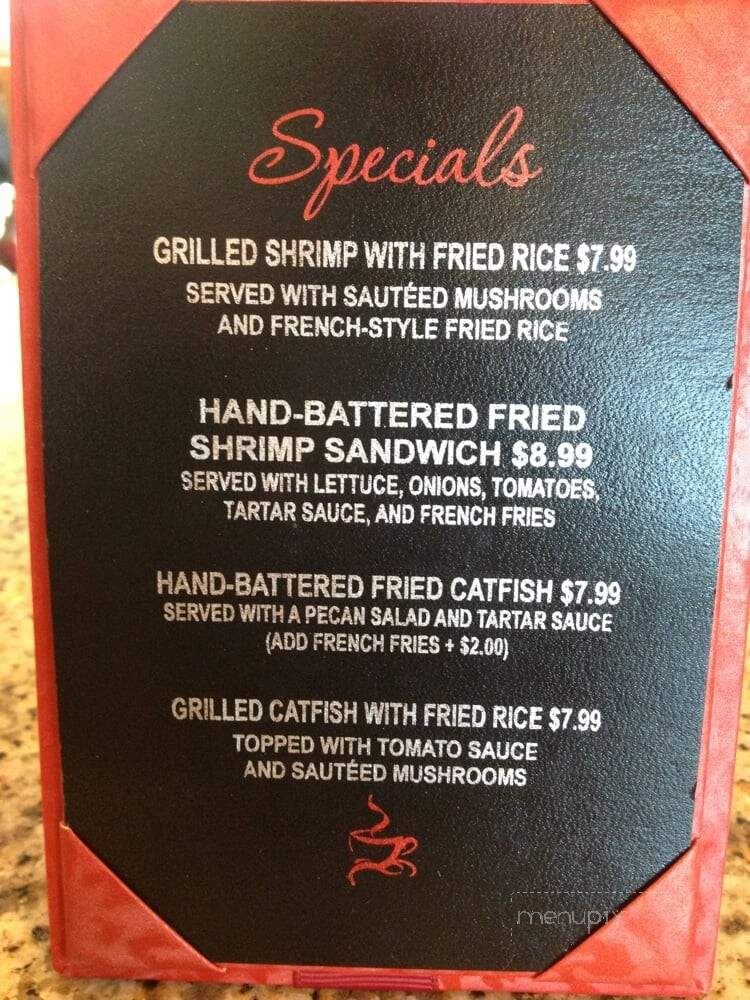 Specials
GRILLED SHRIMP WITH FRIED RICE $7.99
SERVED WITH SAUTÉED MUSHROOMS
AND FRENCH-STYLE FRIED RICE
HAND-BATTERED FRIED
SHRIMP SANDWICH $8.99
SERVED WITH LETTUCE, ONIONS, TOMATOES,
TARTAR SAUCE, AND FRENCH FRIES
HAND-BATTERED FRIED CATFISH $7.99
SERVED WITH A PECAN SALAD AND TARTAR SAUCE
(ADD FRENCH FRIES + $2.00)
GRILLED CATFISH WITH FRIED RICE $7.99
TOPPED WITH TOMATO SAUCE
AND SAUTÉED MUSHROOMS